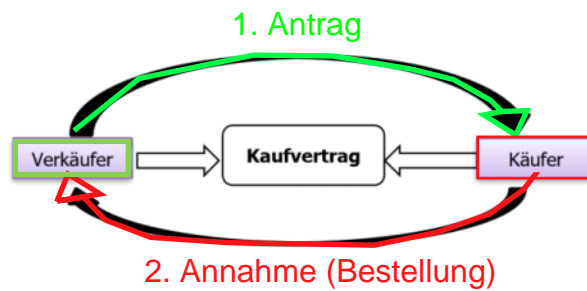 1. Antrag
Verkäufer
Kaufvertrag
Käufer
2. Annahme (Bestellung)